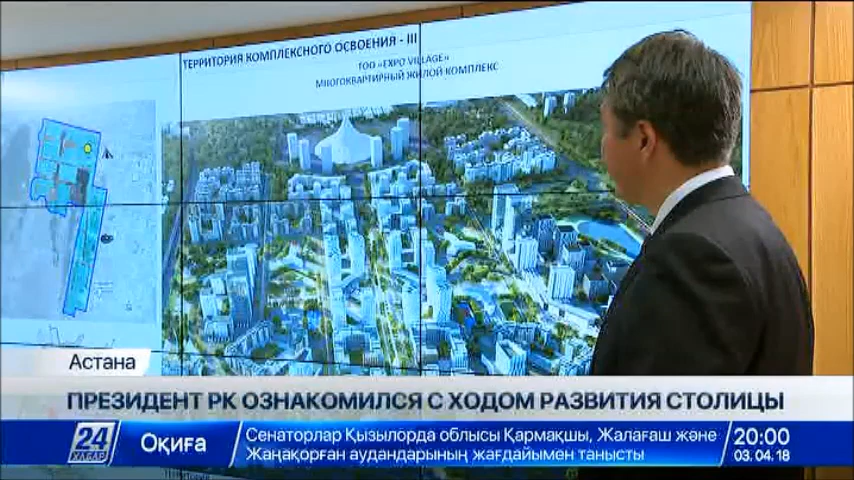 ТЕРРИТОРИЯ КОМПЛЕКСНОГО ОСВОЕНИЯ - III
ТОО «EXPO VILLAGE»
МНОГОКВАРТИРНЫЙ ЖИЛОЙ КОМПЛЕКС
Астана
ПРЕЗИДЕНТ РК ОЗНАКОМИЛСЯ С ХОДОМ РАЗВИТИЯ СТОЛИЦЫ
24
ХАБАР
Оқиға
Сенаторлар Қызылорда облысы Қармақшы, Жалағаш және
Жаңақорған аудандарының жағдайымен танысты
20:00
03.04.18